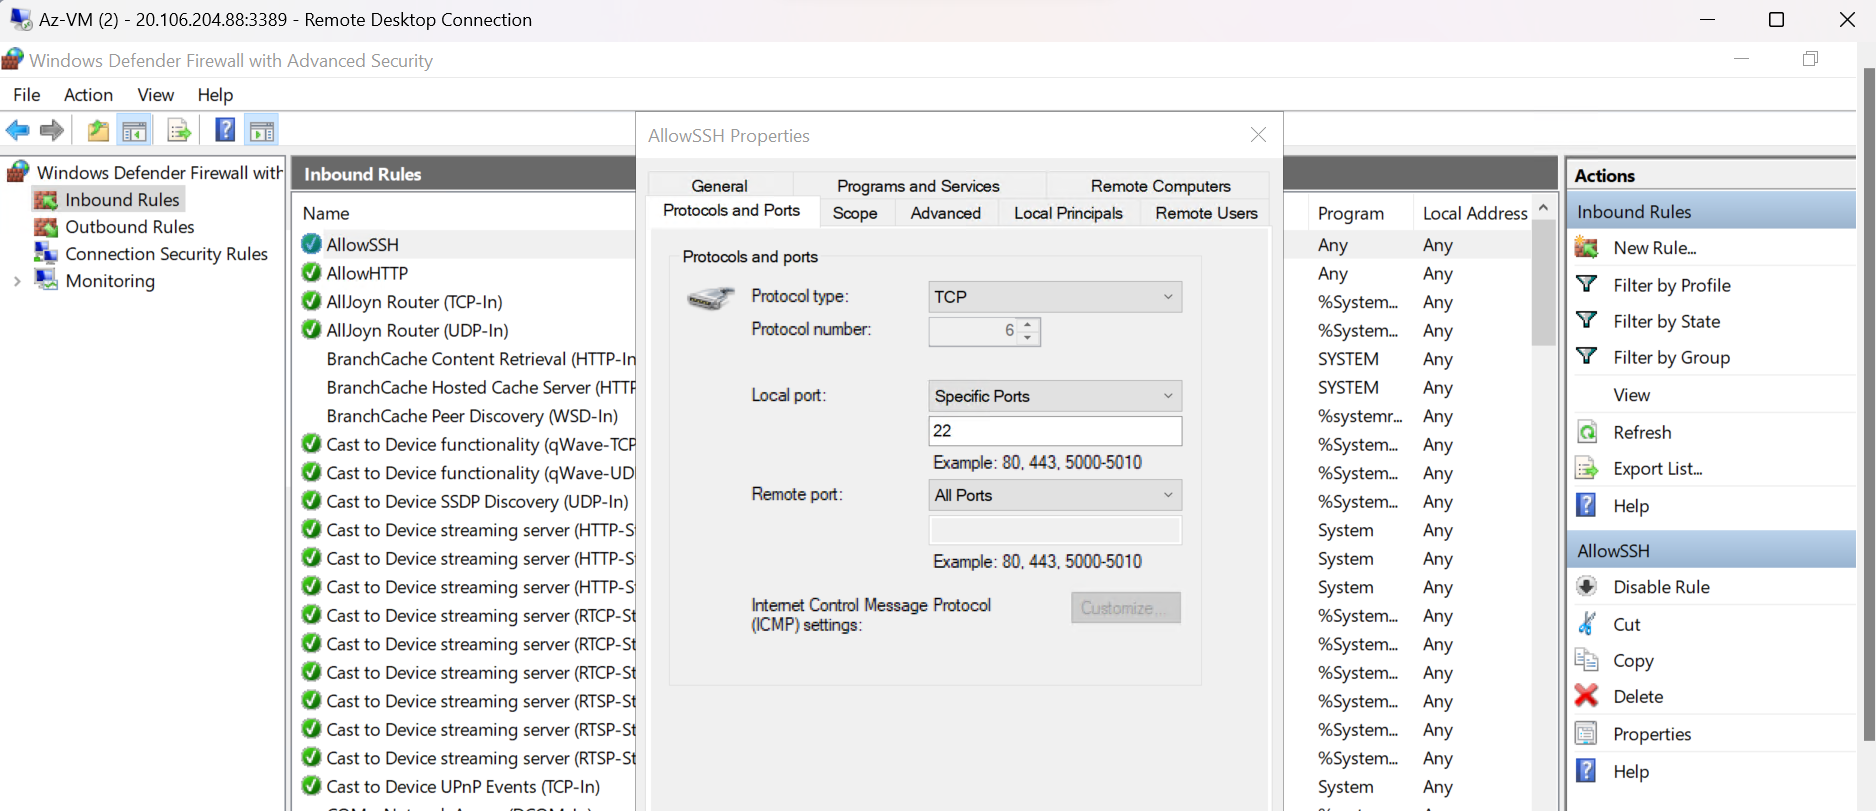 Az-VM (2) - 20.106.204.88:3389 - Remote Desktop Connection
Windows Defender Firewall with Advanced Security
File Action View Help
Windows Defender Firewall with
Inbound Rules
Outbound Rules
Connection Security Rules
Monitoring
Inbound Rules
Name
AllowSSH
AllowHTTP
AllJoyn Router (TCP-In)
AllJoyn Router (UDP-In)
BranchCache Content Retrieval (HTTP-In
BranchCache Hosted Cache Server (HTTP
BranchCache Peer Discovery (WSD-In)
Cast to Device functionality (qWave-TCP
Cast to Device functionality (qWave-UD
Cast to Device SSDP Discovery (UDP-In)
Cast to Device streaming server (HTTP-St
Cast to Device streaming server (HTTP-St
Cast to Device streaming server (HTTP-St
Cast to Device streaming server (RTCP-St
Cast to Device streaming server (RTCP-St
Cast to Device streaming server (RTCP-St
Cast to Device streaming server (RTSP-St
Cast to Device streaming server (RTSP-St
Cast to Device streaming server (RTSP-St
Cast to Device UPnP Events (TCP-In)
AllowSSH Properties
General Programs and Services Remote Computers
Protocols and Ports Scope Advanced Local Principals Remote Users
Protocols and ports
Protocol type: TCP
Protocol number: 6
Local port: Specific Ports
22
Example: 80, 443, 5000-5010
Remote port: All Ports
Example: 80, 443, 5000-5010
Internet Control Message Protocol
(ICMP) settings:
Customize...
Program Local Address
Any Any
Any Any
%System... Any
%System... Any
SYSTEM Any
SYSTEM Any
%systemr... Any
%System... Any
%System... Any
%System... Any
System Any
System Any
System Any
%System... Any
%System... Any
%System... Any
%System... Any
%System... Any
%System... Any
System Any
Actions
Inbound Rules
New Rule...
Filter by Profile
Filter by State
Filter by Group
View
Refresh
Export List...
Help
AllowSSH
Disable Rule
Cut
Copy
Delete
Properties
Help